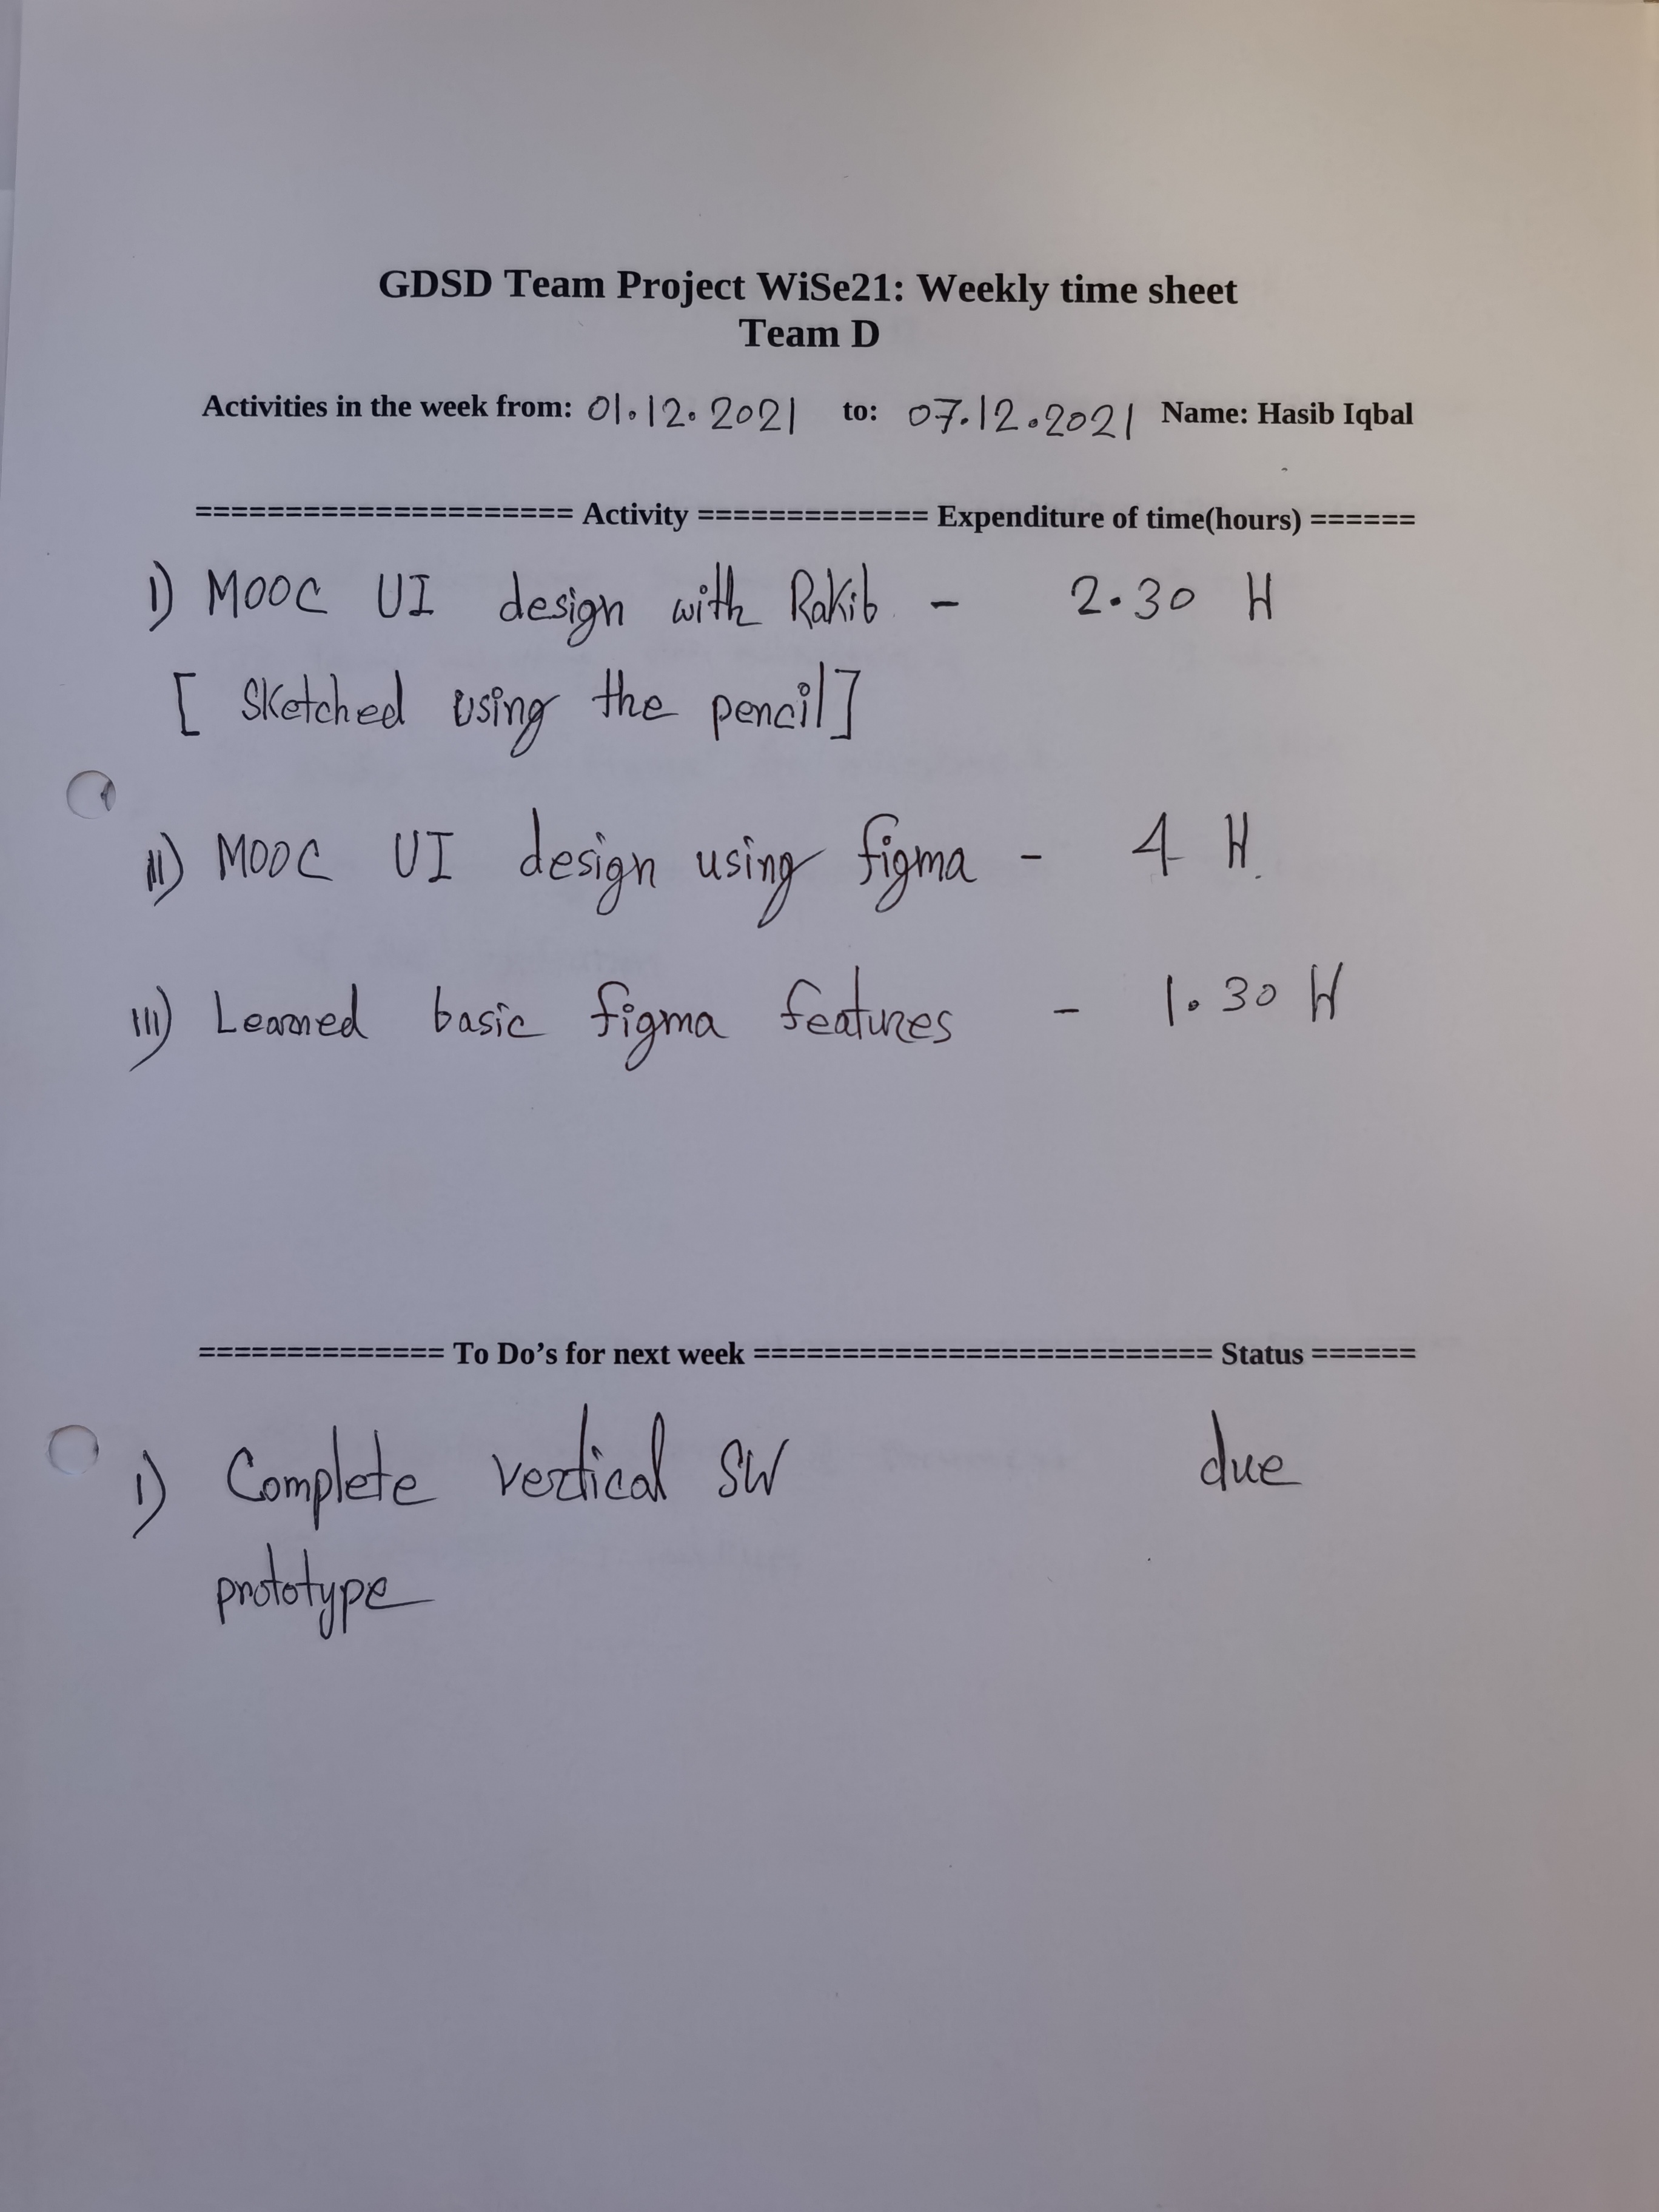 GDSD Team Project WiSe21: Weekly time sheet
Team D
Activities in the week from: 01.12.2021 to: 07.12.2021 Name: Hasib Iqbal
===================== Activity ============= Expenditure of time(hours) ======
I) MOOC UI design with Rakib - 2.30 H
[ Sketched using the pencil]
II) MOOC UI design using figma - 4 H.
III) Learned basic figma features - 1.30 H
============== To Do's for next week ========================== Status ======
I) Complete vertical SW due
prototype